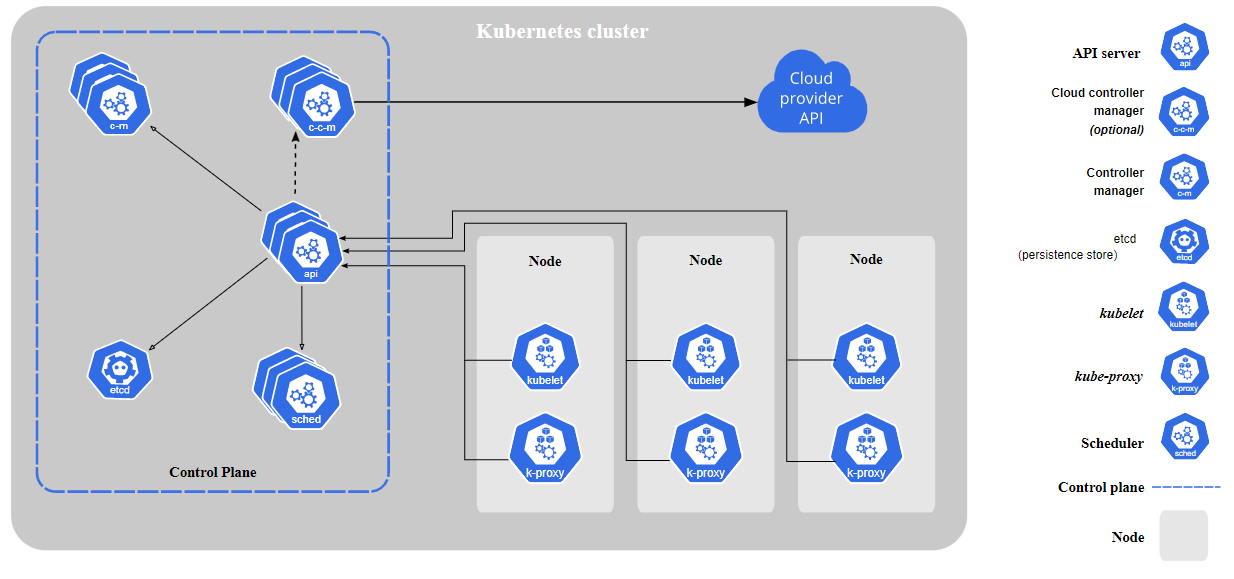 Kubernetes cluster
c-m
c-c-m
Cloud
provider
API
api
etcd
sched
Control Plane
Node
kubelet
k-proxy
Node
kubelet
k-proxy
Node
kubelet
k-proxy
API server
api
Cloud controller
manager
(optional)
c-c-m
Controller
manager
c-m
etcd
(persistence store)
etcd
kubelet
kubelet
kube-proxy
k-proxy
Scheduler
sched
Control plane
Node